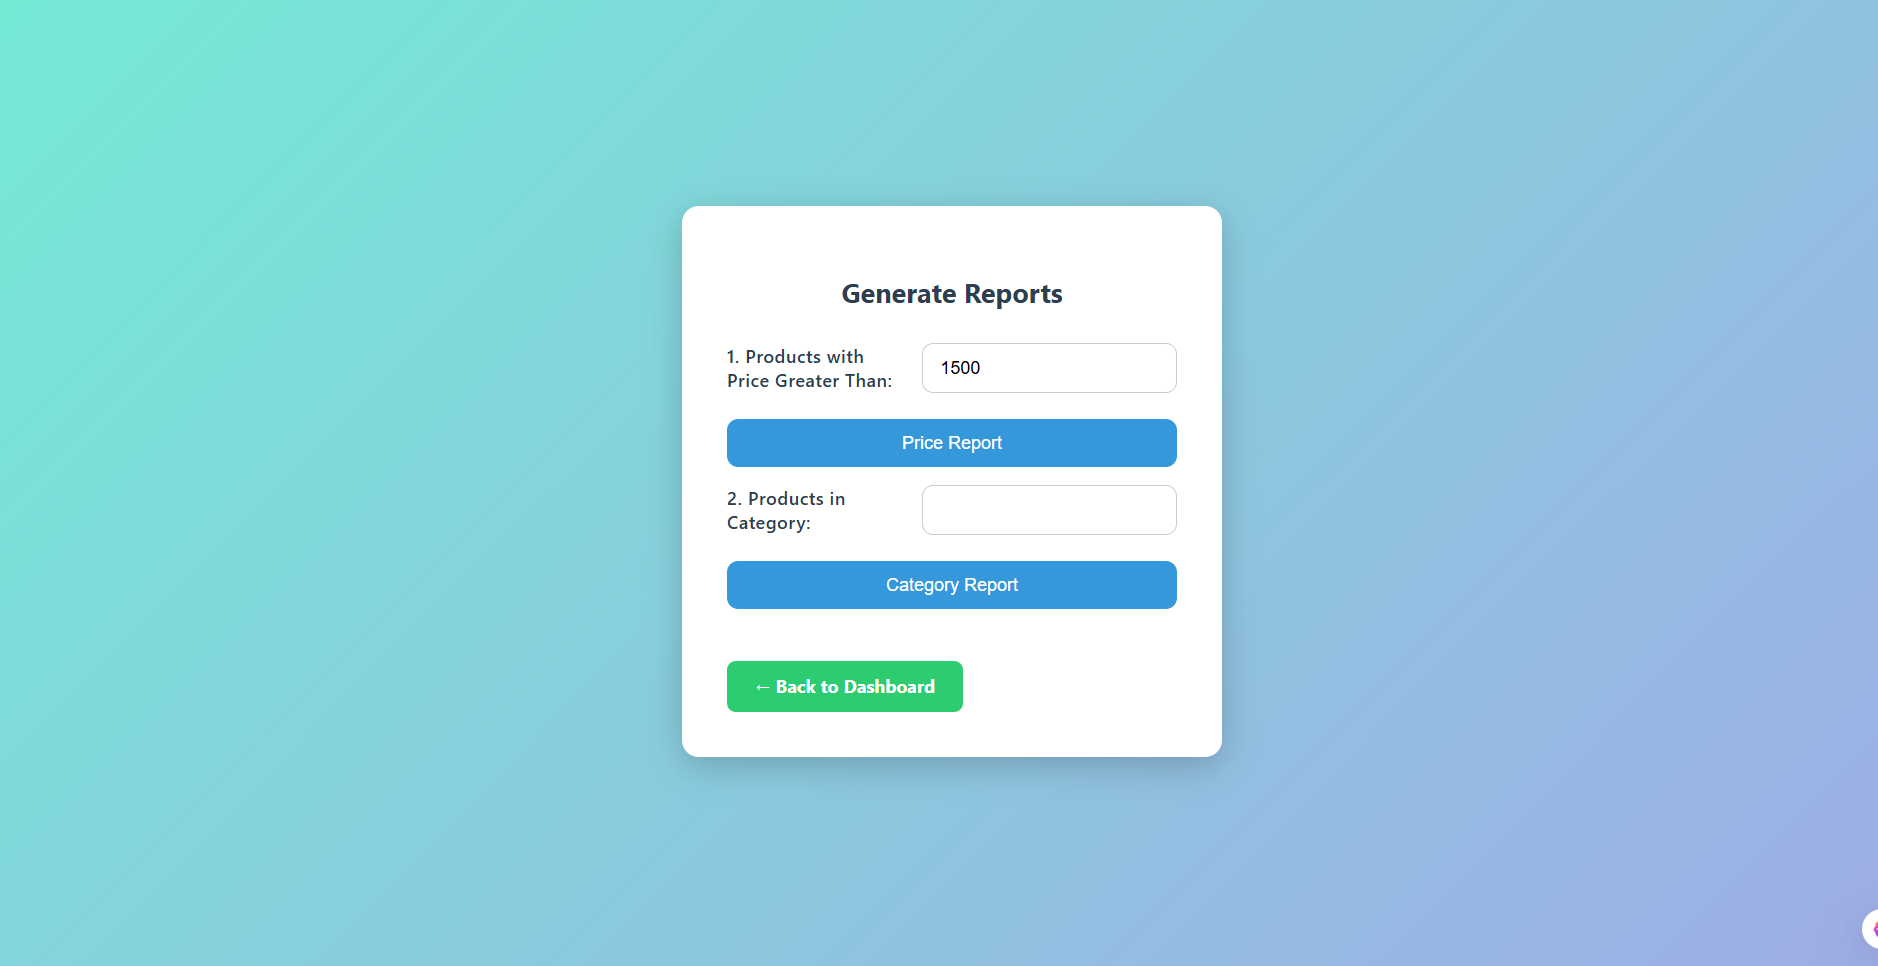 Generate Reports
1. Products with
Price Greater Than:
1500
Price Report
2. Products in
Category:
Category Report
← Back to Dashboard